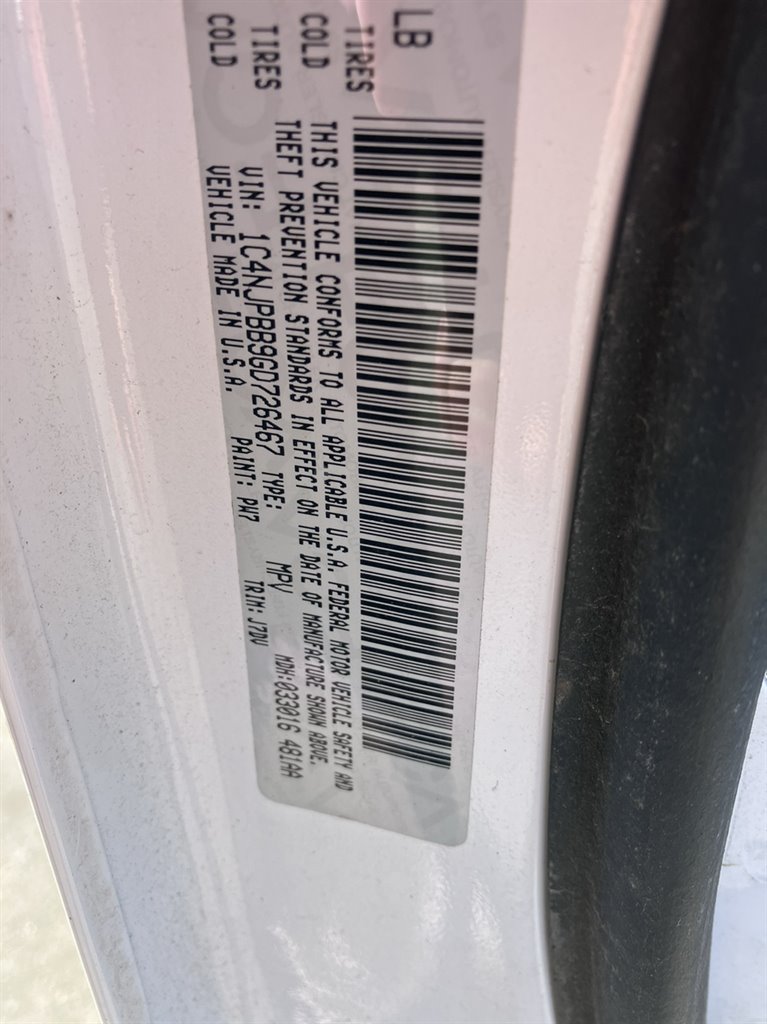 LB
TIRES COLD
TIRES COLD
THIS VEHICLE CONFORMS TO ALL APPLICABLE U.S.A. FEDERAL MOTOR VEHICLE SAFETY AND
THEFT PREVENTION STANDARDS IN EFFECT ON THE DATE OF MANUFACTURE SHOWN ABOVE.
VIN: 1C4NJPBB9GD726467 TYPE: MPV MDH:033016 481AA
VEHICLE MADE IN U.S.A. PAINT: PW7 TRIM: J7DV